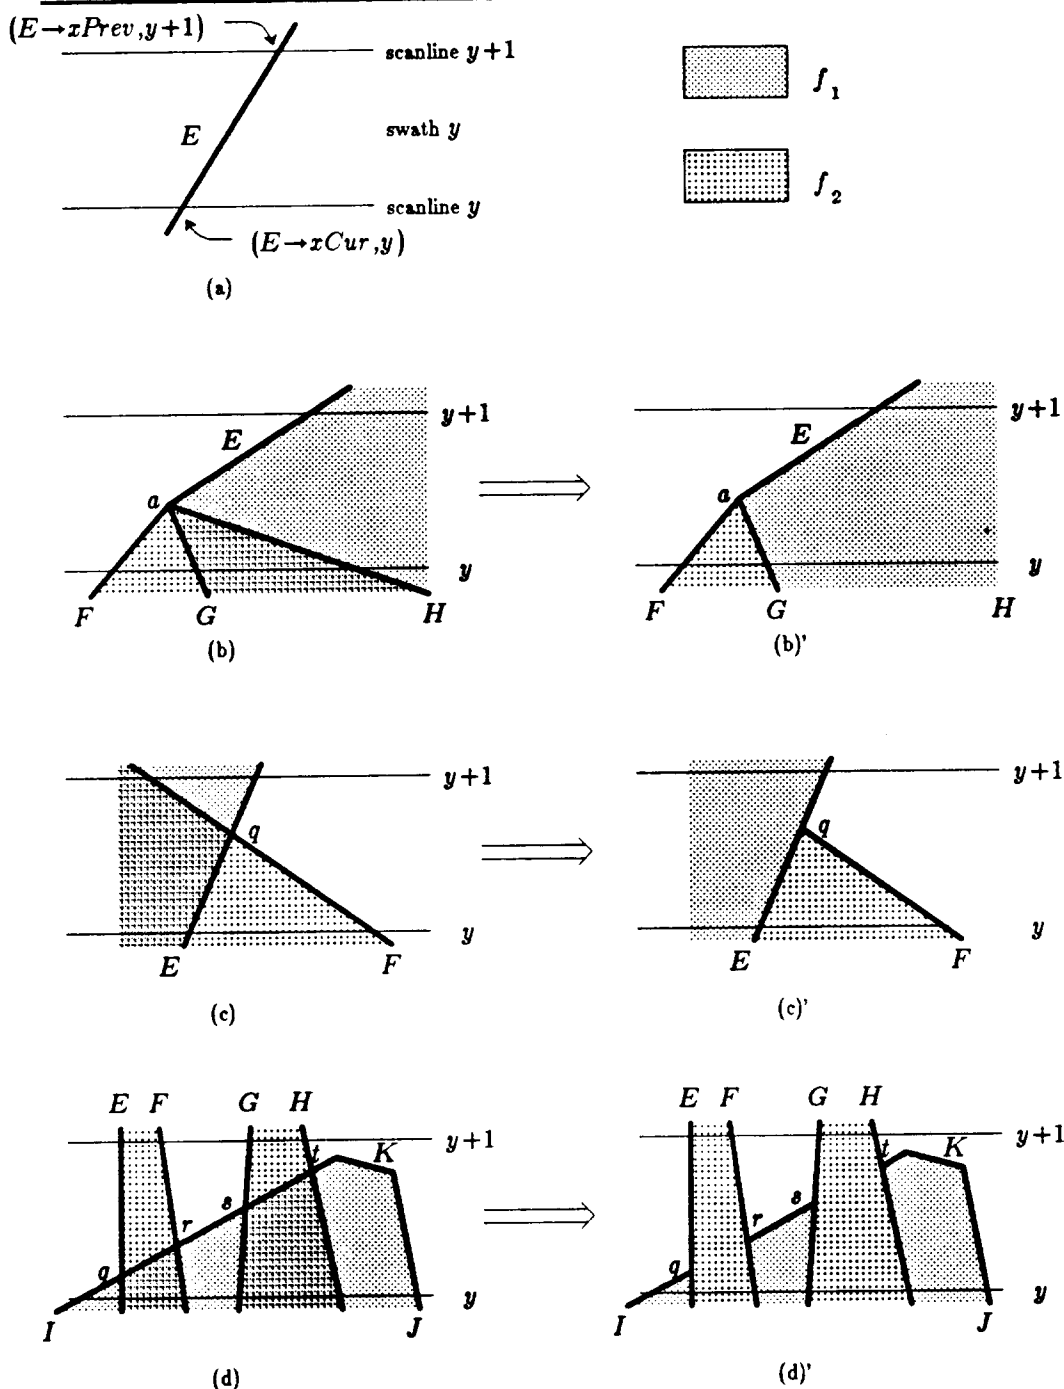 (E→xPrev,y+1)
scanline y+1
E
swath y
scanline y
(E→xCur,y)
(a)
f₁
f₂
y+1
E
a
y
F
G
H
(b)
y+1
E
a
y
F
G
H
(b)'
y+1
q
y
E
F
(c)
y+1
q
y
E
F
(c)'
E F G H
y+1
t
K
s
r
q
y
I
J
(d)
E F G H
y+1
t
K
s
r
q
y
I
J
(d)'